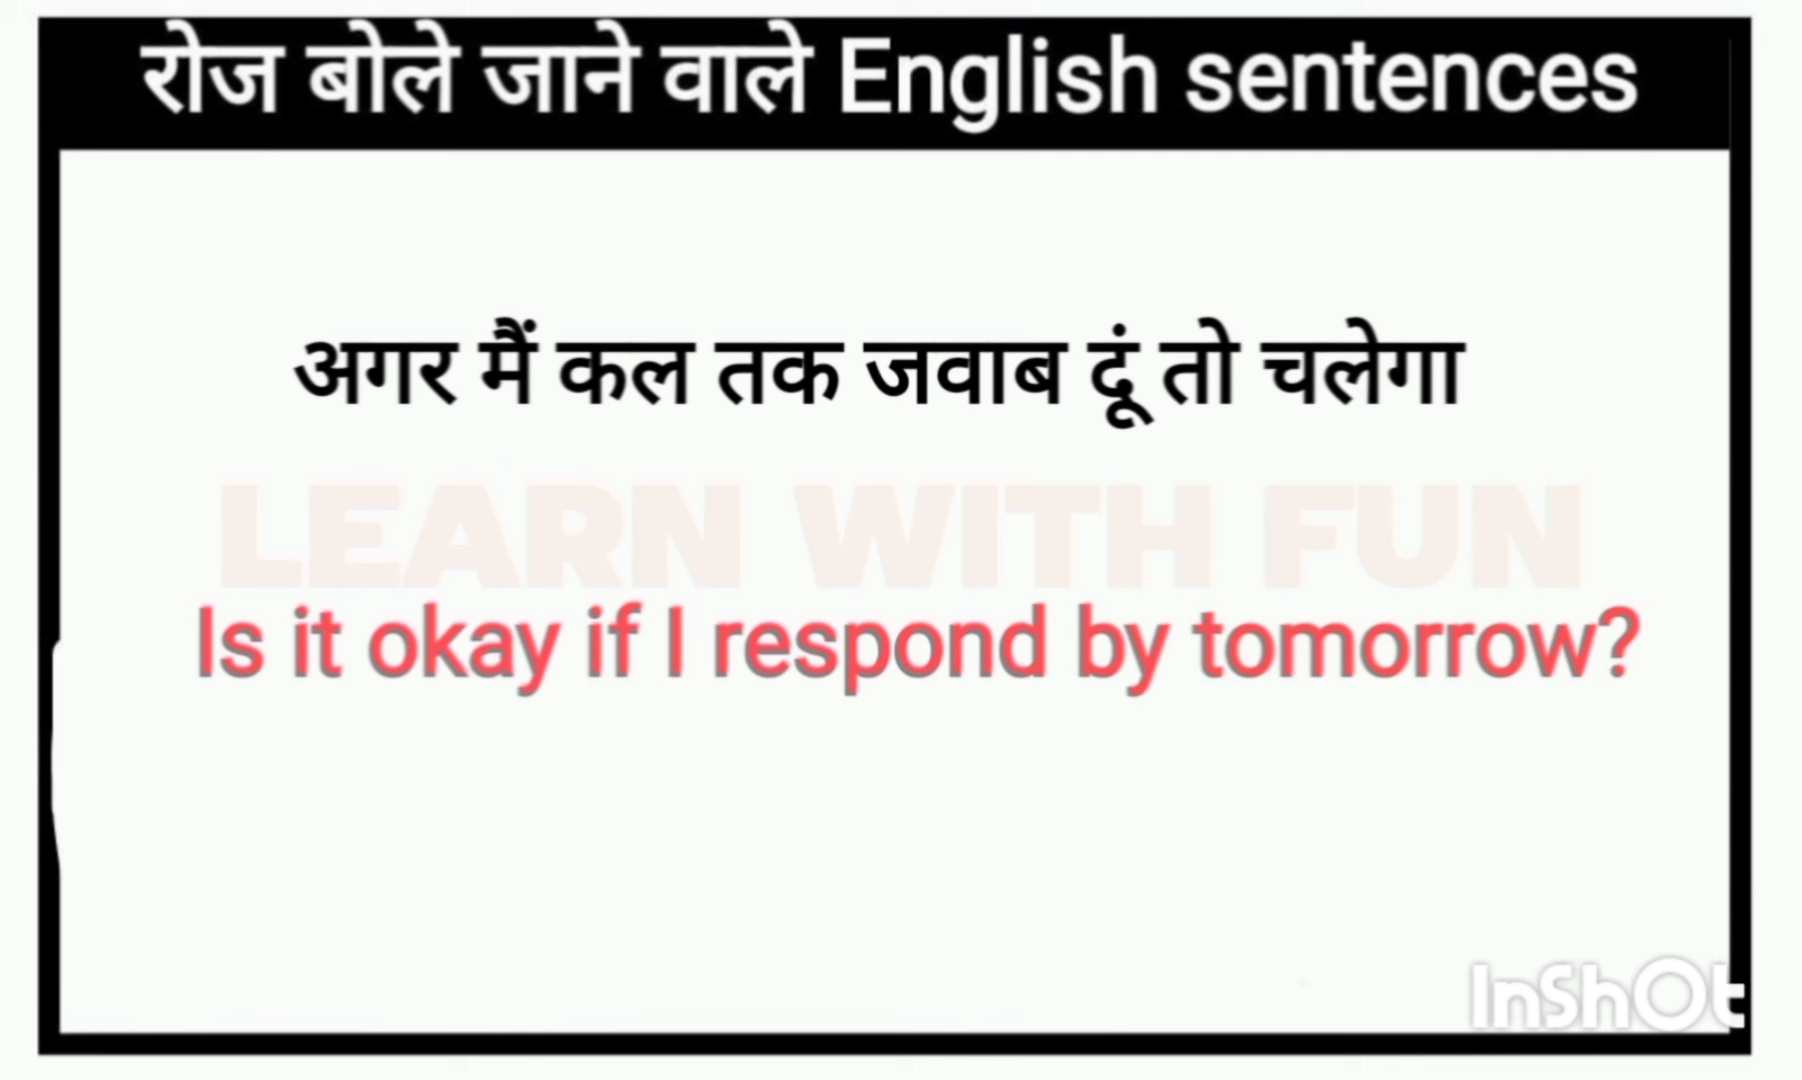 रोज बोले जाने वाले English sentences
अगर मैं कल तक जवाब दूं तो चलेगा
LEARN WITH FUN
Is it okay if I respond by tomorrow?
InShOt